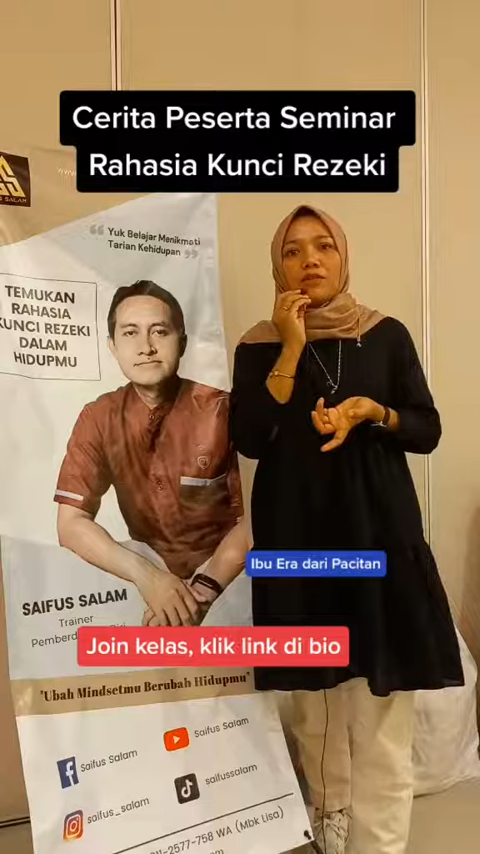 Cerita Peserta Seminar
Rahasia Kunci Rezeki
“ Yuk Belajar Menikmati
Tarian Kehidupan ”
TEMUKAN
RAHASIA
KUNCI REZEKI
DALAM
HIDUPMU
Ibu Era dari Pacitan
SAIFUS SALAM
Trainer
Join kelas, klik link di bio
"Ubah Mindsetmu Berubah Hidupmu"
Saifus Salam
Saifus Salam
saifus_salam
saifussalam
2577-758 WA (Mbk Lisa)